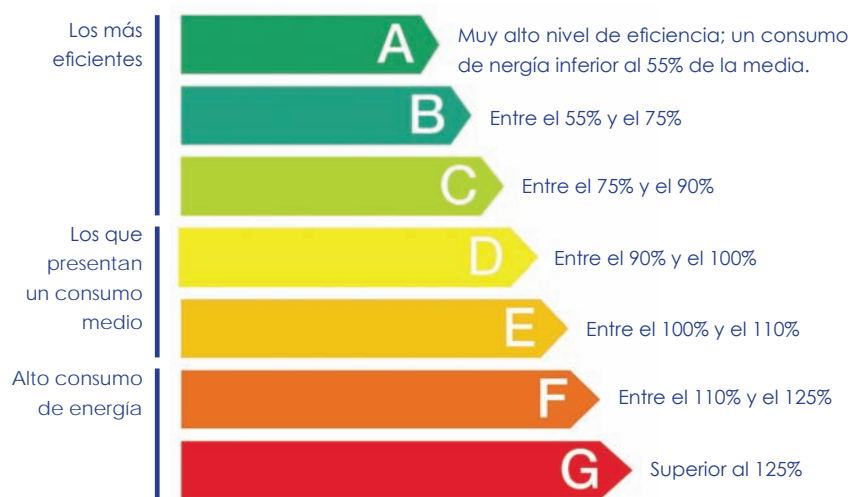 Los más
eficientes
A
Muy alto nivel de eficiencia; un consumo
de nergía inferior al 55% de la media.
B
Entre el 55% y el 75%
C
Entre el 75% y el 90%
Los que
presentan
un consumo
medio
D
Entre el 90% y el 100%
E
Entre el 100% y el 110%
Alto consumo
de energía
F
Entre el 110% y el 125%
G
Superior al 125%